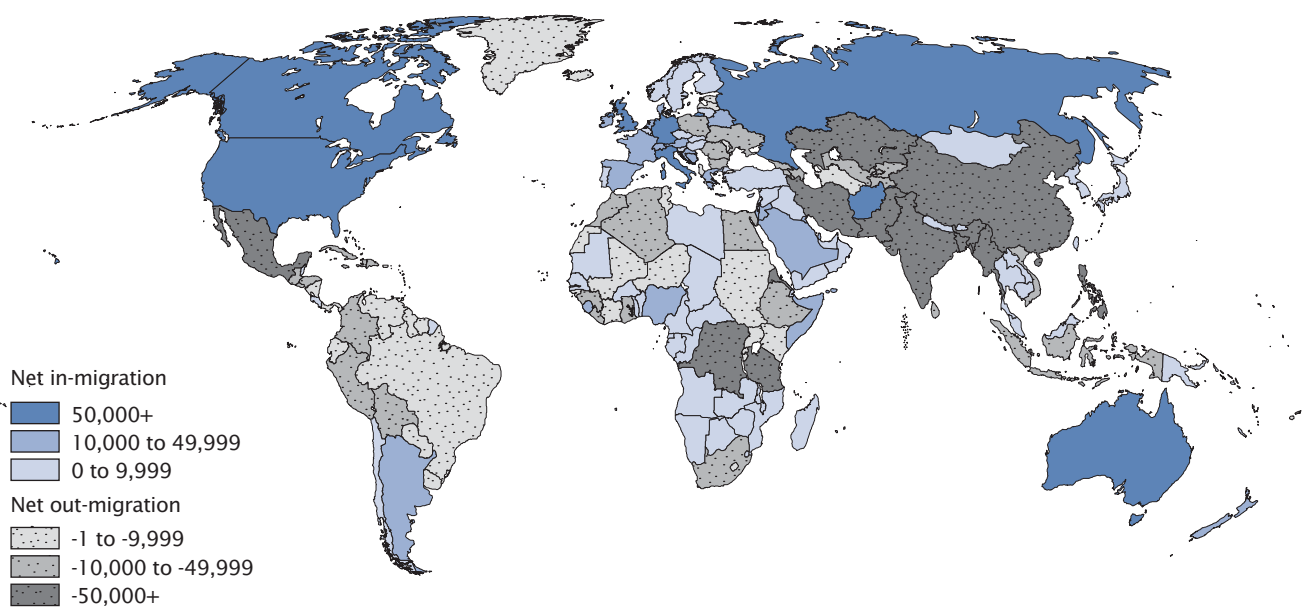 Net in-migration
50,000+
10,000 to 49,999
0 to 9,999
Net out-migration
-1 to -9,999
-10,000 to -49,999
-50,000+